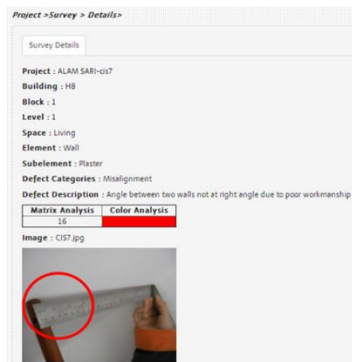 Project >Survey > Details>
Survey Details
Project : ALAM SARI-cis7
Building : H8
Block : 1
Level : 1
Space : Living
Element : Wall
Subelement : Plaster
Defect Categories : Misalignment
Defect Description : Angle between two walls not at right angle due to poor workmanship
Matrix Analysis Color Analysis
16
Image : CIS7.jpg